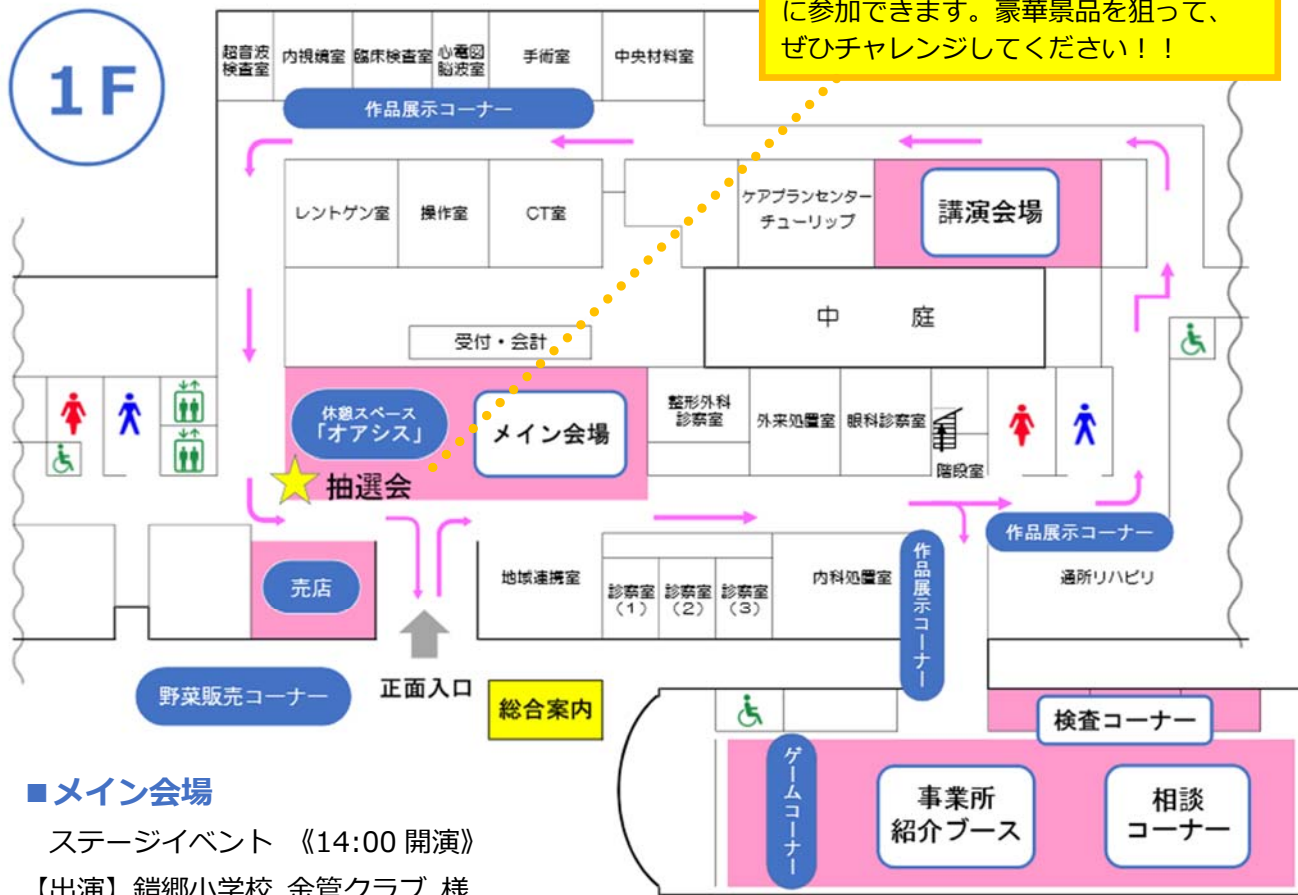 に参加できます。豪華景品を狙って、
ぜひチャレンジしてください！！
1F
超音波
検査室
内視鏡室
臨床検査室
心電図
脳波室
手術室
中央材料室
作品展示コーナー
レントゲン室
操作室
CT室
ケアプランセンター
チューリップ
講演会場
中庭
受付・会計
休憩スペース
「オアシス」
メイン会場
整形外科
診察室
外来処置室
眼科診察室
階段室
抽選会
作品展示コーナー
売店
地域連携室
診察室
（1）
診察室
（2）
診察室
（3）
内科処置室
作品展示コーナー
通所リハビリ
野菜販売コーナー
正面入口
総合案内
検査コーナー
ゲームコーナー
事業所
紹介ブース
相談
コーナー
■メイン会場
ステージイベント 《14:00 開演》
【出演】鎧郷小学校 金管クラブ 様